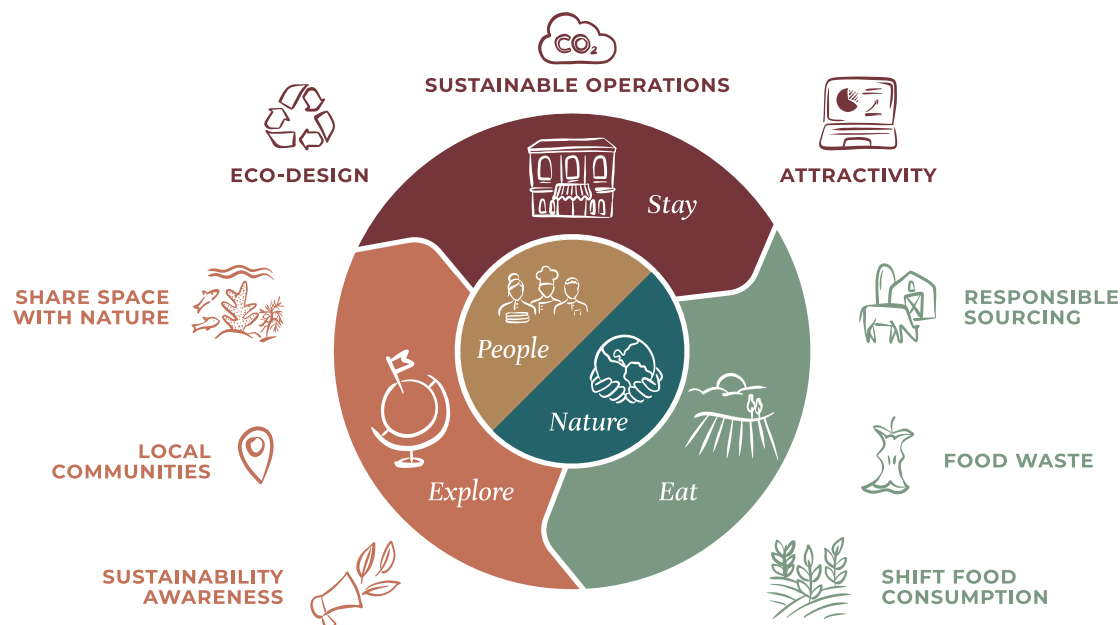 CO₂
SUSTAINABLE OPERATIONS
ECO-DESIGN
ATTRACTIVITY
Stay
SHARE SPACE
WITH NATURE
RESPONSIBLE
SOURCING
People
Nature
LOCAL
COMMUNITIES
FOOD WASTE
Explore
Eat
SUSTAINABILITY
AWARENESS
SHIFT FOOD
CONSUMPTION